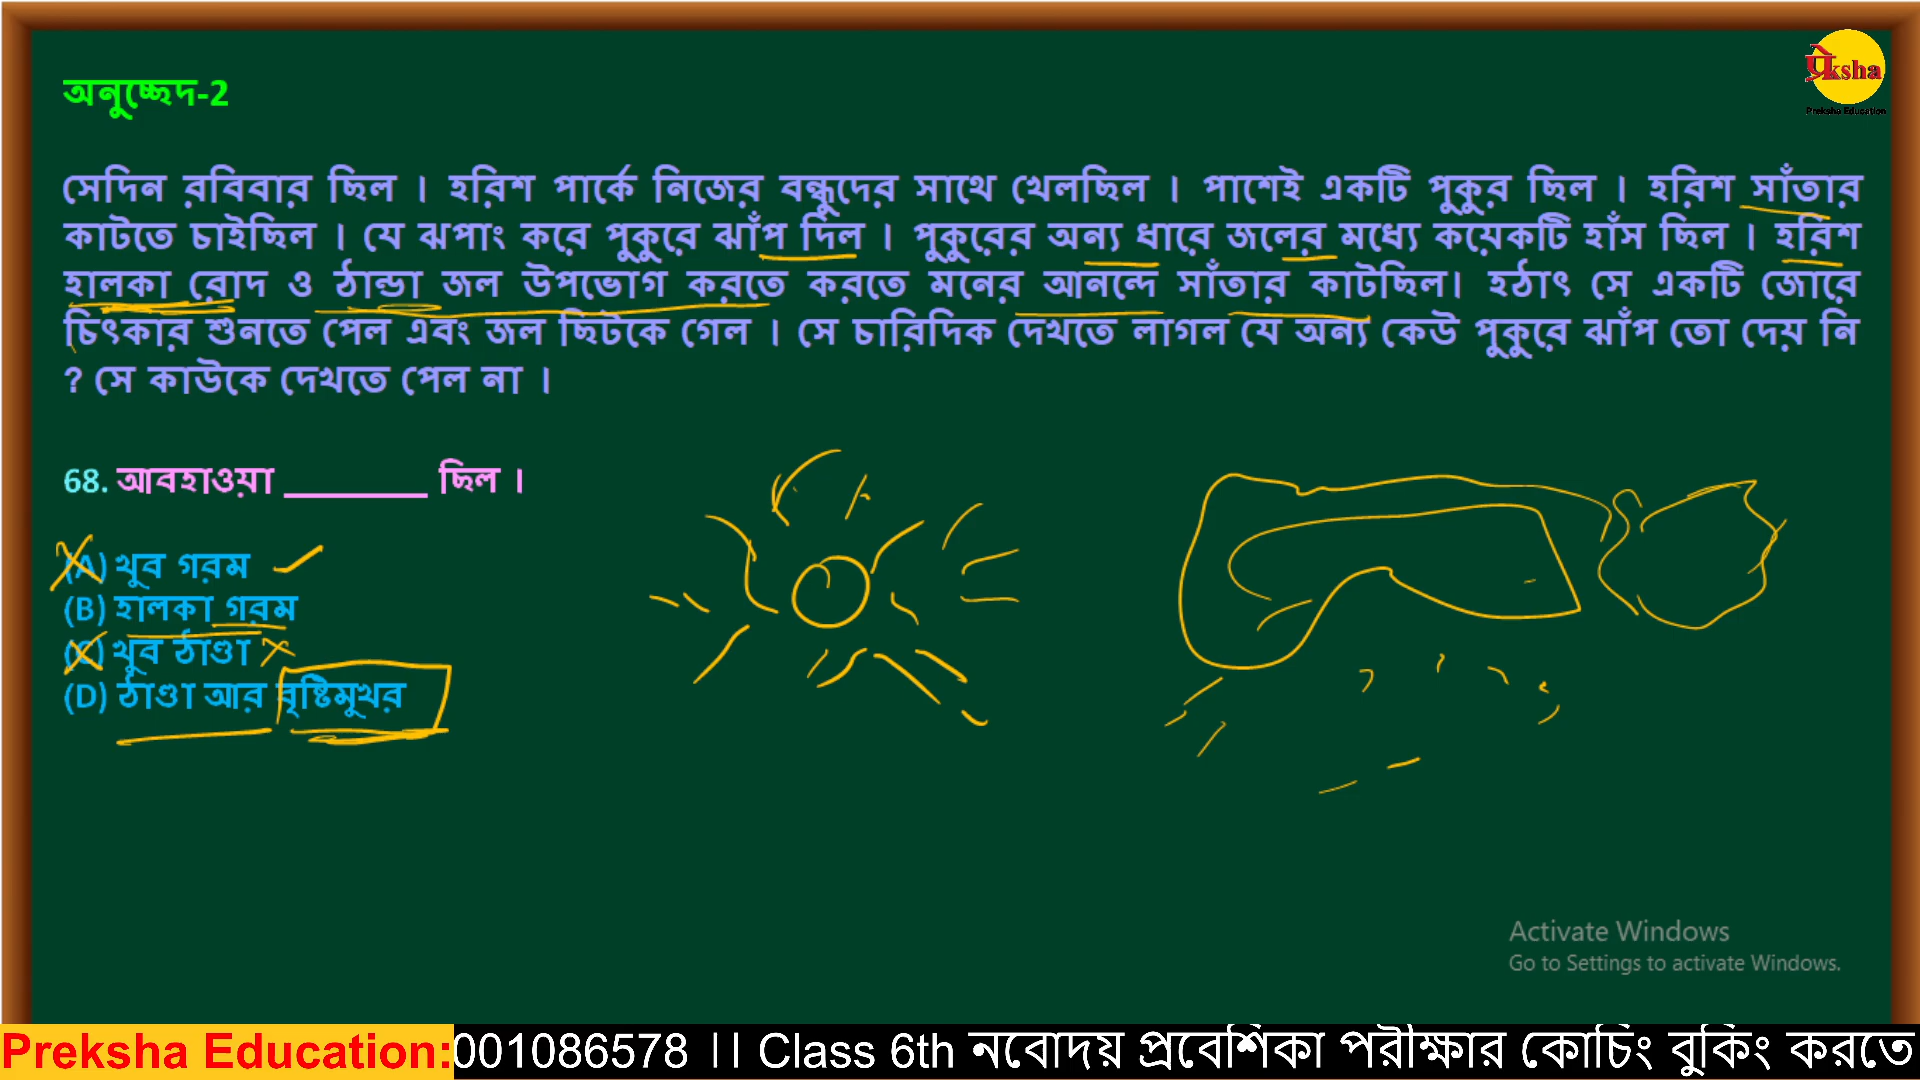 प्रेksha
Preksha Education
অনুচ্ছেদ-2
সেদিন রবিবার ছিল । হরিশ পার্কে নিজের বন্ধুদের সাথে খেলছিল । পাশেই একটি পুকুর ছিল । হরিশ সাঁতার
কাটতে চাইছিল । যে ঝপাং করে পুকুরে ঝাঁপ দিল । পুকুরের অন্য ধারে জলের মধ্যে কয়েকটি হাঁস ছিল । হরিশ
হালকা রোদ ও ঠান্ডা জল উপভোগ করতে করতে মনের আনন্দে সাঁতার কাটছিল। হঠাৎ সে একটি জোরে
চিৎকার শুনতে পেল এবং জল ছিটকে গেল । সে চারিদিক দেখতে লাগল যে অন্য কেউ পুকুরে ঝাঁপ তো দেয় নি
? সে কাউকে দেখতে পেল না ।
68. আবহাওয়া ________ ছিল ।
(A) খুব গরম
(B) হালকা গরম
(C) খুব ঠাণ্ডা
(D) ঠাণ্ডা আর বৃষ্টিমুখর
Activate Windows
Go to Settings to activate Windows.
Preksha Education:001086578 ।। Class 6th নবোদয় প্রবেশিকা পরীক্ষার কোচিং বুকিং করতে